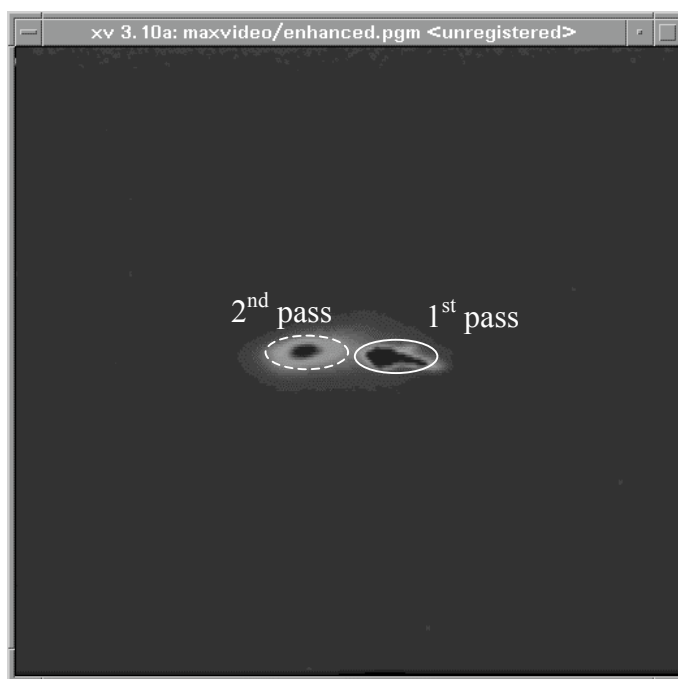 xv 3.10a: maxvideo/enhanced.pgm <unregistered>
2nd pass
1st pass